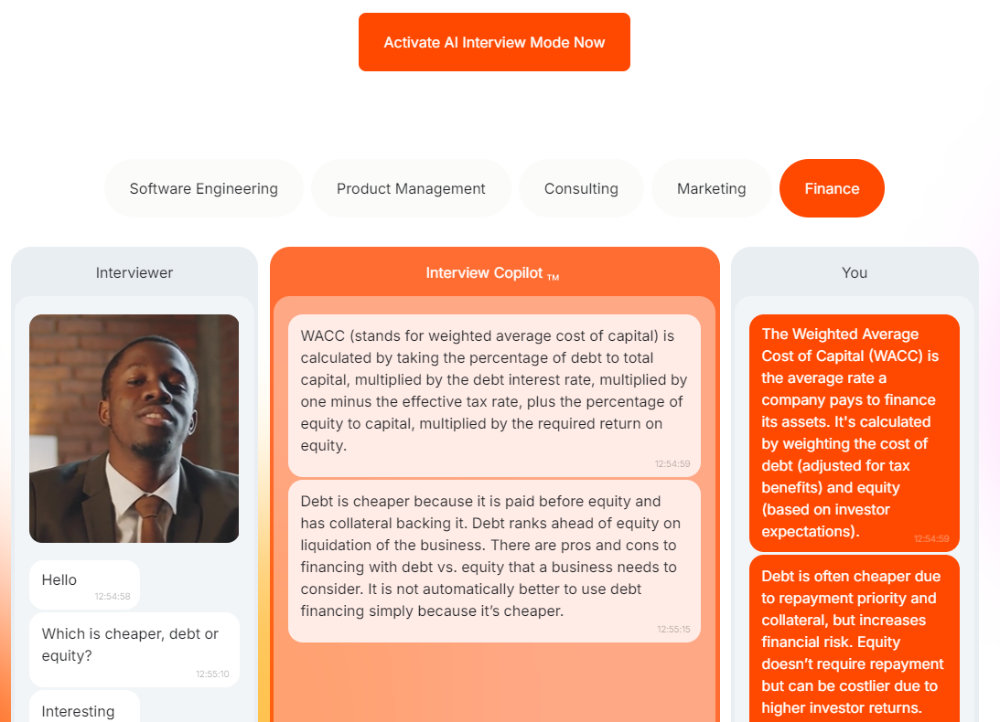 Activate AI Interview Mode Now
Software Engineering
Product Management
Consulting
Marketing
Finance
Interviewer
Hello
12:54:58
Which is cheaper, debt or
equity?
12:55:10
Interesting
Interview Copilot ™
WACC (stands for weighted average cost of capital) is
calculated by taking the percentage of debt to total
capital, multiplied by the debt interest rate, multiplied by
one minus the effective tax rate, plus the percentage of
equity to capital, multiplied by the required return on
equity.
12:54:59
Debt is cheaper because it is paid before equity and
has collateral backing it. Debt ranks ahead of equity on
liquidation of the business. There are pros and cons to
financing with debt vs. equity that a business needs to
consider. It is not automatically better to use debt
financing simply because it’s cheaper.
12:55:15
You
The Weighted Average
Cost of Capital (WACC) is
the average rate a
company pays to finance
its assets. It's calculated
by weighting the cost of
debt (adjusted for tax
benefits) and equity
(based on investor
expectations).
12:54:59
Debt is often cheaper due
to repayment priority and
collateral, but increases
financial risk. Equity
doesn’t require repayment
but can be costlier due to
higher investor returns.